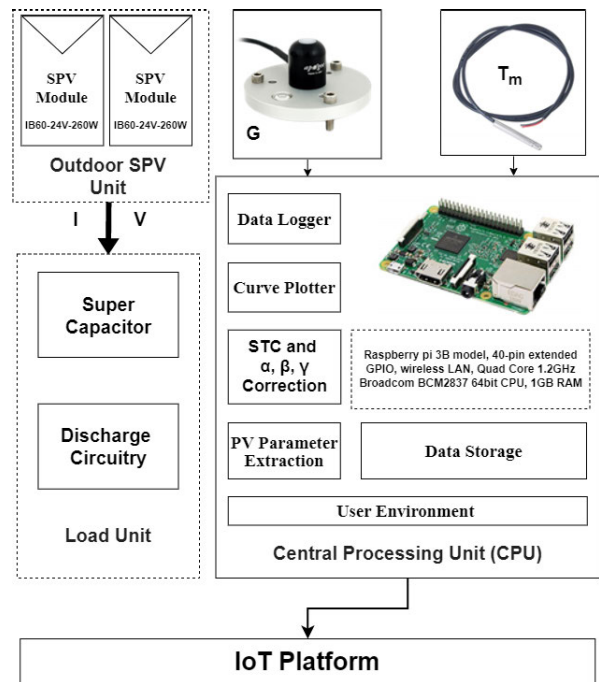 SPV
Module
IB60-24V-260W
SPV
Module
IB60-24V-260W
Outdoor SPV
Unit
I V
Super
Capacitor
Discharge
Circuitry
Load Unit
G
Tm
Data Logger
Curve Plotter
STC and
α, β, γ
Correction
Raspberry pi 3B model, 40-pin extended
GPIO, wireless LAN, Quad Core 1.2GHz
Broadcom BCM2837 64bit CPU, 1GB RAM
PV Parameter
Extraction
Data Storage
User Environment
Central Processing Unit (CPU)
IoT Platform